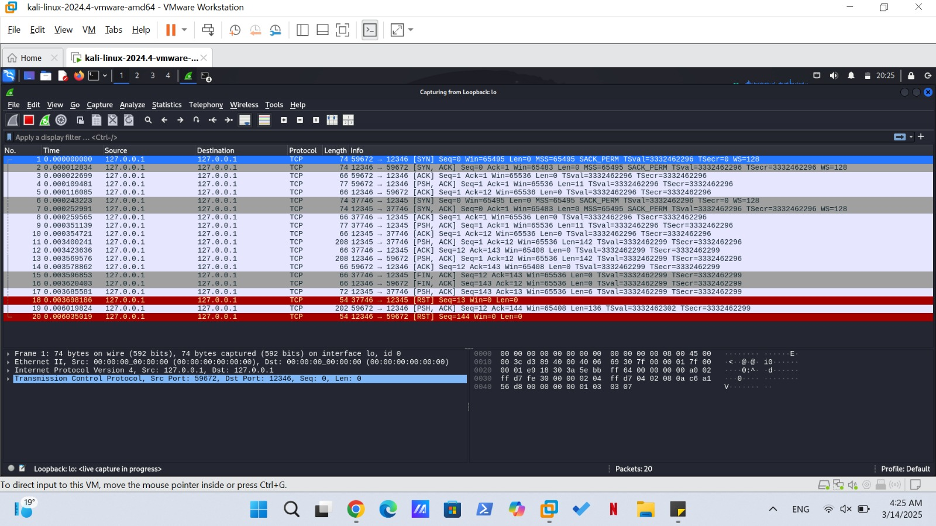 kali-linux-2024.4-vmware-amd64 - VMware Workstation
File Edit View VM Tabs Help
Home kali-linux-2024.4-vmware-...
1 2 3 4 20:25
Capturing from Loopback: lo
File Edit View Go Capture Analyze Statistics Telephony Wireless Tools Help
Apply a display filter ... <Ctrl-/>
No. Time Source Destination Protocol Length Info
1 0.000000000 127.0.0.1 127.0.0.1 TCP 74 59672 → 12346 [SYN] Seq=0 Win=65495 Len=0 MSS=65495 SACK_PERM TSval=3332462296 TSecr=0 WS=128
2 0.000012034 127.0.0.1 127.0.0.1 TCP 74 12346 → 59672 [SYN, ACK] Seq=0 Ack=1 Win=65483 Len=0 MSS=65495 SACK_PERM TSval=3332462296 TSecr=3332462296 WS=128
3 0.000022699 127.0.0.1 127.0.0.1 TCP 66 59672 → 12346 [ACK] Seq=1 Ack=1 Win=65536 Len=0 TSval=3332462296 TSecr=3332462296
4 0.000109481 127.0.0.1 127.0.0.1 TCP 77 59672 → 12346 [PSH, ACK] Seq=1 Ack=1 Win=65536 Len=11 TSval=3332462296 TSecr=3332462296
5 0.000116085 127.0.0.1 127.0.0.1 TCP 66 12346 → 59672 [ACK] Seq=1 Ack=12 Win=65536 Len=0 TSval=3332462296 TSecr=3332462296
6 0.000243223 127.0.0.1 127.0.0.1 TCP 74 37746 → 12345 [SYN] Seq=0 Win=65495 Len=0 MSS=65495 SACK_PERM TSval=3332462296 TSecr=0 WS=128
7 0.000252991 127.0.0.1 127.0.0.1 TCP 74 12345 → 37746 [SYN, ACK] Seq=0 Ack=1 Win=65483 Len=0 MSS=65495 SACK_PERM TSval=3332462296 TSecr=3332462296 WS=128
8 0.000259565 127.0.0.1 127.0.0.1 TCP 66 37746 → 12345 [ACK] Seq=1 Ack=1 Win=65536 Len=0 TSval=3332462296 TSecr=3332462296
9 0.000351139 127.0.0.1 127.0.0.1 TCP 77 37746 → 12345 [PSH, ACK] Seq=1 Ack=1 Win=65536 Len=11 TSval=3332462296 TSecr=3332462296
10 0.000354721 127.0.0.1 127.0.0.1 TCP 66 12345 → 37746 [ACK] Seq=1 Ack=12 Win=65536 Len=0 TSval=3332462296 TSecr=3332462296
11 0.003400241 127.0.0.1 127.0.0.1 TCP 208 12345 → 37746 [PSH, ACK] Seq=1 Ack=12 Win=65536 Len=142 TSval=3332462299 TSecr=3332462296
12 0.003423636 127.0.0.1 127.0.0.1 TCP 66 37746 → 12345 [ACK] Seq=12 Ack=143 Win=65408 Len=0 TSval=3332462299 TSecr=3332462299
13 0.003569576 127.0.0.1 127.0.0.1 TCP 208 12346 → 59672 [PSH, ACK] Seq=1 Ack=12 Win=65536 Len=142 TSval=3332462299 TSecr=3332462296
14 0.003578862 127.0.0.1 127.0.0.1 TCP 66 59672 → 12346 [ACK] Seq=12 Ack=143 Win=65408 Len=0 TSval=3332462299 TSecr=3332462299
15 0.003596853 127.0.0.1 127.0.0.1 TCP 66 37746 → 12345 [FIN, ACK] Seq=12 Ack=143 Win=65536 Len=0 TSval=3332462299 TSecr=3332462299
16 0.003620403 127.0.0.1 127.0.0.1 TCP 66 12346 → 59672 [FIN, ACK] Seq=143 Ack=12 Win=65536 Len=0 TSval=3332462299 TSecr=3332462299
17 0.003685581 127.0.0.1 127.0.0.1 TCP 72 12345 → 37746 [PSH, ACK] Seq=143 Ack=13 Win=65536 Len=6 TSval=3332462299 TSecr=3332462299
18 0.003698186 127.0.0.1 127.0.0.1 TCP 54 37746 → 12345 [RST] Seq=13 Win=0 Len=0
19 0.006019824 127.0.0.1 127.0.0.1 TCP 202 59672 → 12346 [PSH, ACK] Seq=12 Ack=144 Win=65408 Len=136 TSval=3332462302 TSecr=3332462299
20 0.006035019 127.0.0.1 127.0.0.1 TCP 54 12346 → 59672 [RST] Seq=144 Win=0 Len=0
Frame 1: 74 bytes on wire (592 bits), 74 bytes captured (592 bits) on interface lo, id 0
Ethernet II, Src: 00:00:00_00:00:00 (00:00:00:00:00:00), Dst: 00:00:00_00:00:00 (00:00:00:00:00:00)
Internet Protocol Version 4, Src: 127.0.0.1, Dst: 127.0.0.1
Transmission Control Protocol, Src Port: 59672, Dst Port: 12346, Seq: 0, Len: 0
0000 00 00 00 00 00 00 00 00 00 00 00 00 08 00 45 00 ········ ······E·
0010 00 3c d3 89 40 00 40 06 69 30 7f 00 00 01 7f 00 ·<··@·@· i0······
0020 00 01 e9 18 30 3a 5e bb ff 64 00 00 00 00 a0 02 ····0:^· ·d······
0030 ff d7 fe 30 00 00 02 04 ff d7 04 02 08 0a c6 a1 ···0···· ········
0040 56 d8 00 00 00 00 01 03 03 07 V······· ··
Loopback: lo: <live capture in progress> Packets: 20 Profile: Default
To direct input to this VM, move the mouse pointer inside or press Ctrl+G.
19° ENG 4:25 AM
3/14/2025